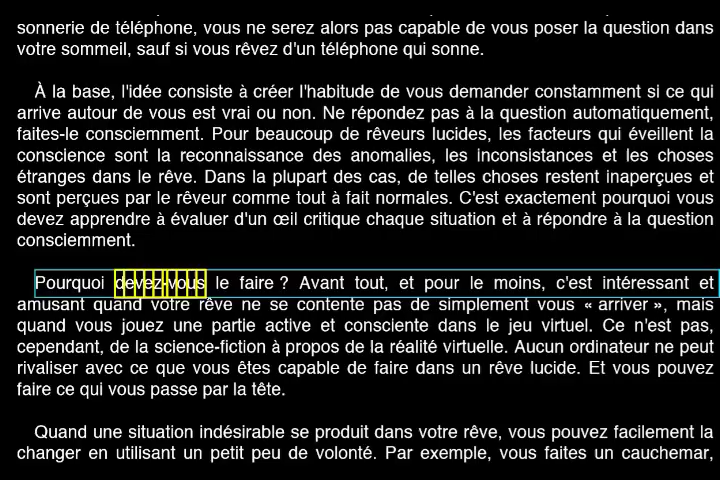 sonnerie de téléphone, vous ne serez alors pas capable de vous poser la question dans
votre sommeil, sauf si vous rêvez d'un téléphone qui sonne.
À la base, l'idée consiste à créer l'habitude de vous demander constamment si ce qui
arrive autour de vous est vrai ou non. Ne répondez pas à la question automatiquement,
faites-le consciemment. Pour beaucoup de rêveurs lucides, les facteurs qui éveillent la
conscience sont la reconnaissance des anomalies, les inconsistances et les choses
étranges dans le rêve. Dans la plupart des cas, de telles choses restent inaperçues et
sont perçues par le rêveur comme tout à fait normales. C'est exactement pourquoi vous
devez apprendre à évaluer d'un œil critique chaque situation et à répondre à la question
consciemment.
Pourquoi devez-vous le faire ? Avant tout, et pour le moins, c'est intéressant et
amusant quand votre rêve ne se contente pas de simplement vous « arriver », mais
quand vous jouez une partie active et consciente dans le jeu virtuel. Ce n'est pas,
cependant, de la science-fiction à propos de la réalité virtuelle. Aucun ordinateur ne peut
rivaliser avec ce que vous êtes capable de faire dans un rêve lucide. Et vous pouvez
faire ce qui vous passe par la tête.
Quand une situation indésirable se produit dans votre rêve, vous pouvez facilement la
changer en utilisant un petit peu de volonté. Par exemple, vous faites un cauchemar,